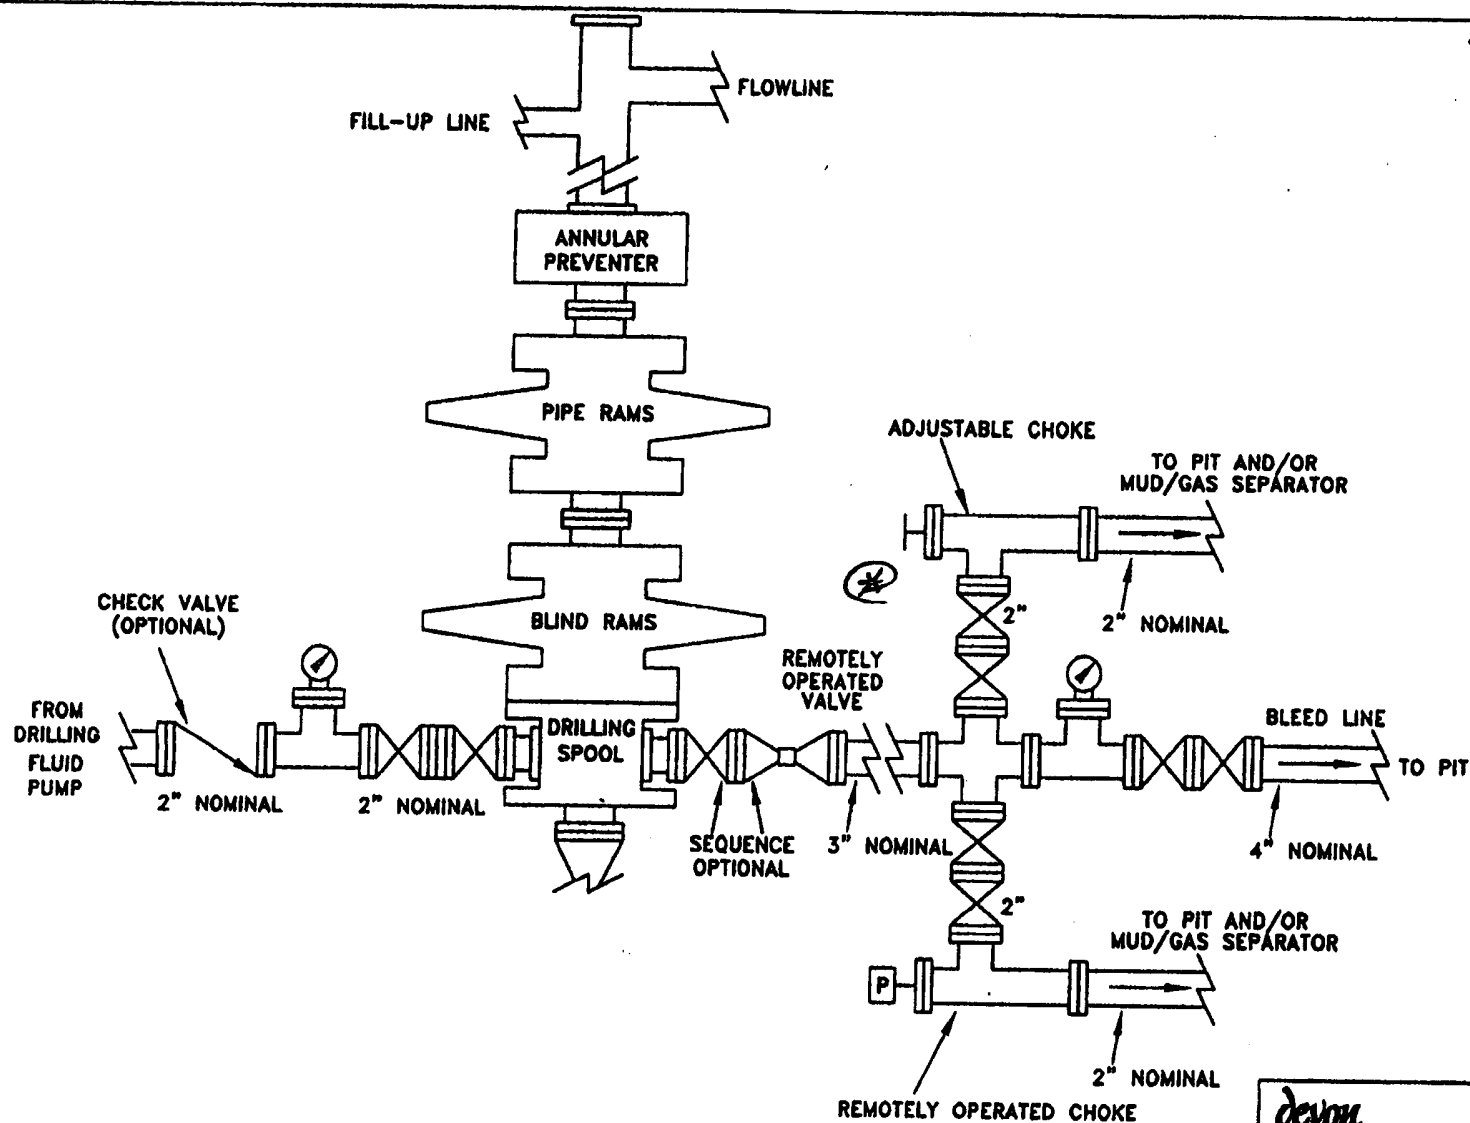 FLOWLINE
FILL-UP LINE
ANNULAR
PREVENTER
PIPE RAMS
ADJUSTABLE CHOKE
TO PIT AND/OR
MUD/GAS SEPARATOR
2" NOMINAL
2"
BLIND RAMS
CHECK VALVE
(OPTIONAL)
REMOTELY
OPERATED
VALVE
FROM
DRILLING
FLUID
PUMP
DRILLING
SPOOL
BLEED LINE
TO PIT
2" NOMINAL
2" NOMINAL
SEQUENCE
OPTIONAL
3" NOMINAL
4" NOMINAL
2"
TO PIT AND/OR
MUD/GAS SEPARATOR
P
2" NOMINAL
REMOTELY OPERATED CHOKE
devon